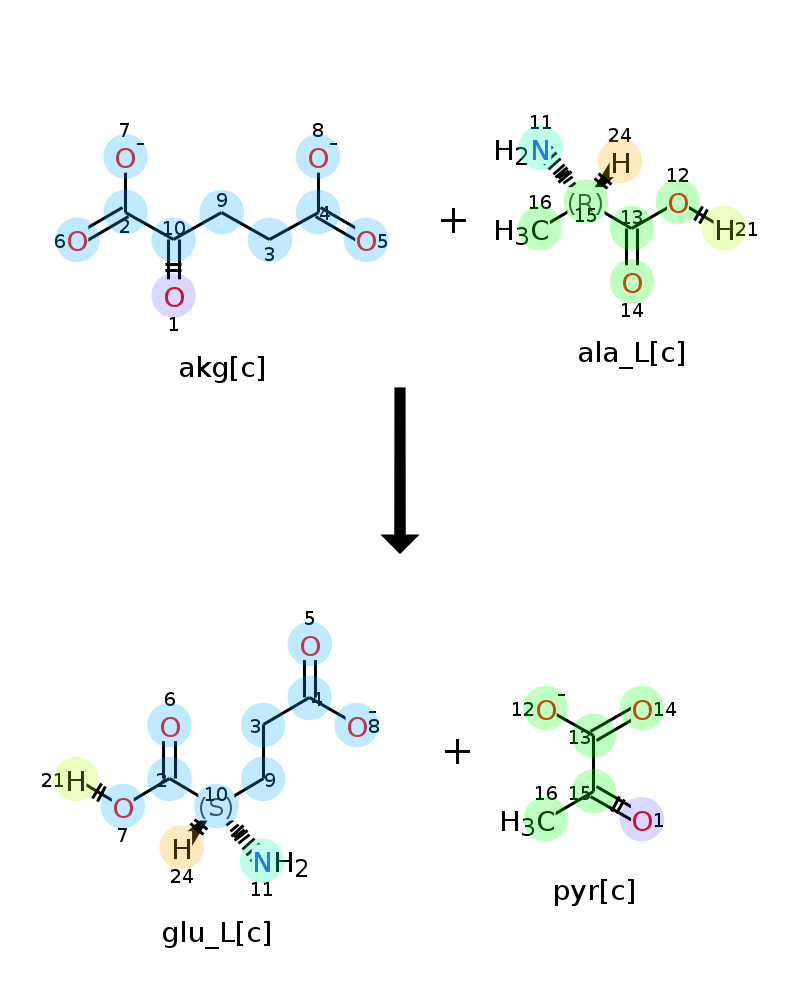 7 8 11 24
O- O- H2N H 12
16 (R) 13 O
6 O 2 10 9 4 O 5 + H3C 15 H 21
3
O O
1 14
akg[c] ala_L[c]
5
O
6 4 -
O 3 O 8 12 O- O 14
21 H 2 10 9 + 13
O (S) 16 15
7 H NH2 H3C O 1
24 11
glu_L[c] pyr[c]